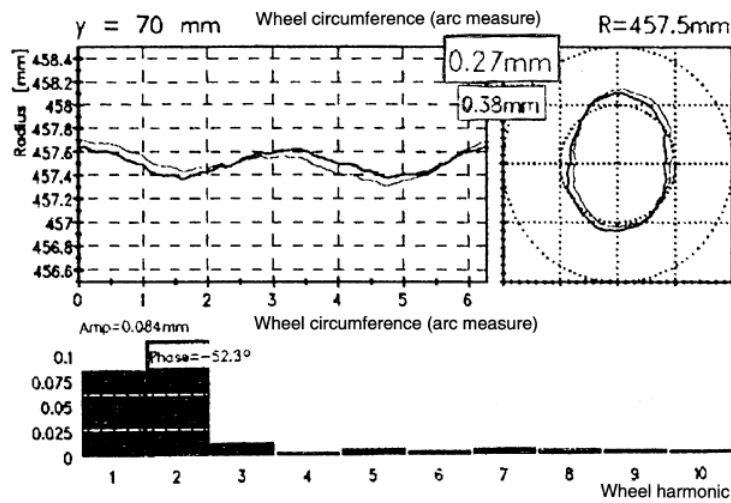 y = 70 mm Wheel circumference (arc measure) R=457.5mm
Radius [mm]
458.4
458.2
458
457.8
457.6
457.4
457.2
457
456.8
456.6
0.27mm
0.38mm
0 1 2 3 4 5 6
Amp=0.084mm Wheel circumference (arc measure)
Phase=-52.3°
0.1
0.075
0.05
0.025
0
1 2 3 4 5 6 7 8 9 10
Wheel harmonic